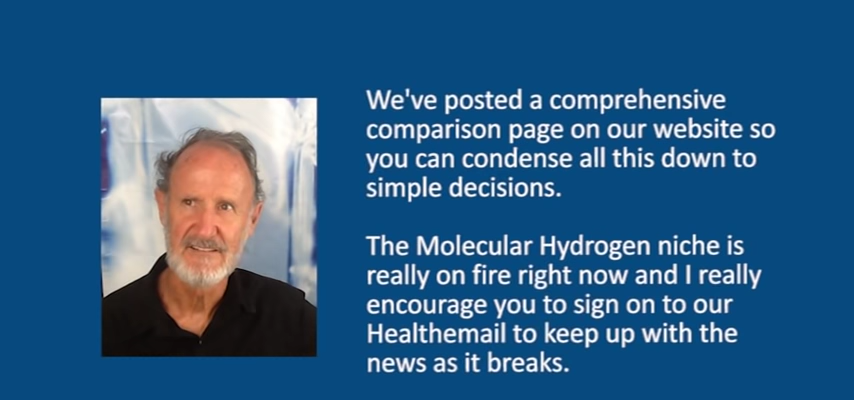 We've posted a comprehensive
comparison page on our website so
you can condense all this down to
simple decisions.
The Molecular Hydrogen niche is
really on fire right now and I really
encourage you to sign on to our
Healthemail to keep up with the
news as it breaks.